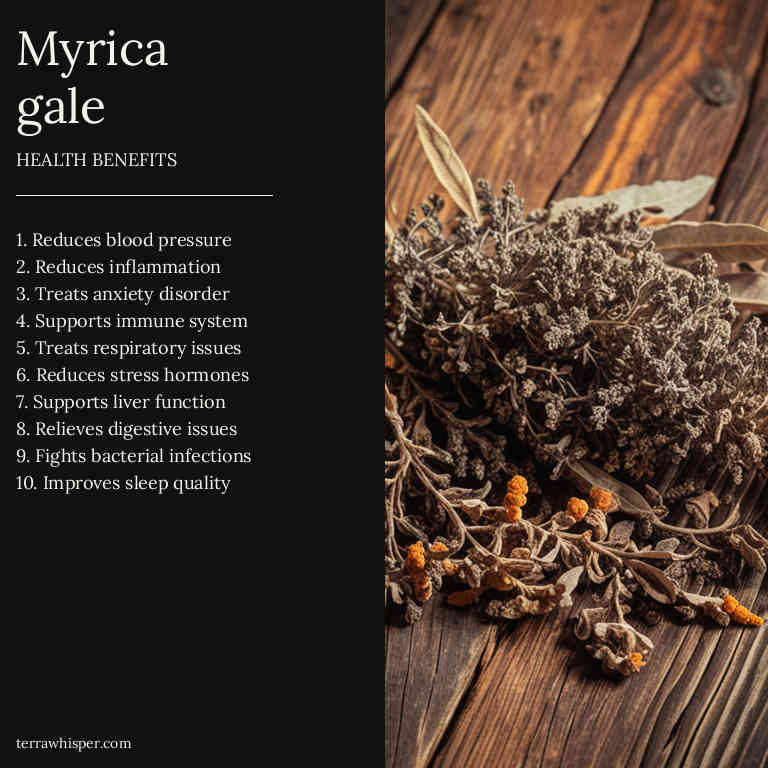 Myrica
gale
HEALTH BENEFITS
1. Reduces blood pressure
2. Reduces inflammation
3. Treats anxiety disorder
4. Supports immune system
5. Treats respiratory issues
6. Reduces stress hormones
7. Supports liver function
8. Relieves digestive issues
9. Fights bacterial infections
10. Improves sleep quality
terrawhisper.com